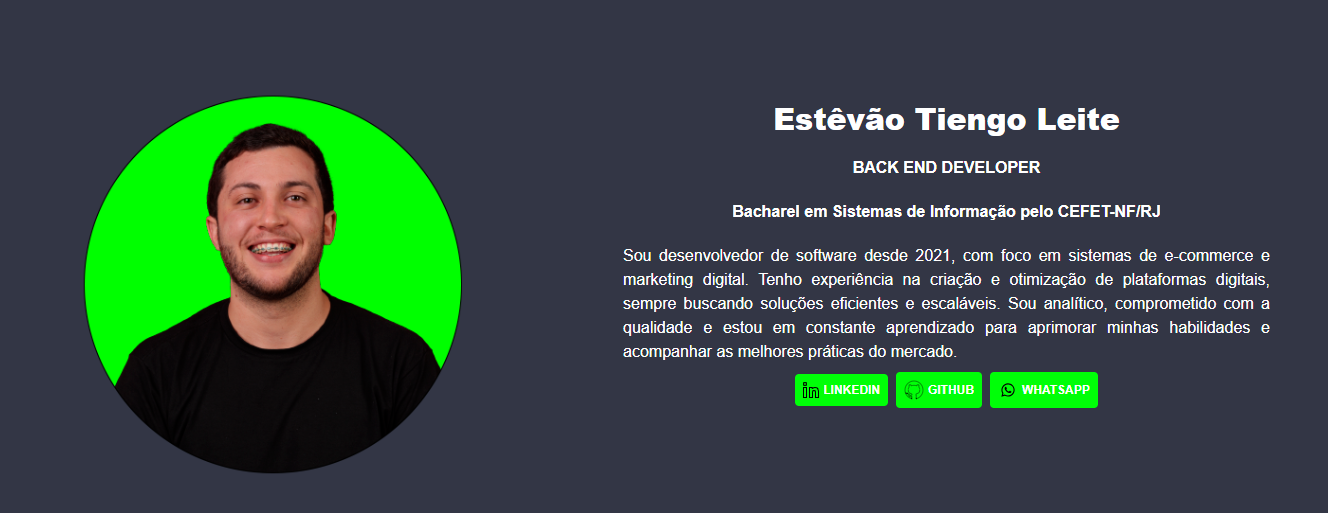 Estêvão Tiengo Leite
BACK END DEVELOPER
Bacharel em Sistemas de Informação pelo CEFET-NF/RJ
Sou desenvolvedor de software desde 2021, com foco em sistemas de e-commerce e
marketing digital. Tenho experiência na criação e otimização de plataformas digitais,
sempre buscando soluções eficientes e escaláveis. Sou analítico, comprometido com a
qualidade e estou em constante aprendizado para aprimorar minhas habilidades e
acompanhar as melhores práticas do mercado.
in LINKEDIN GITHUB WHATSAPP